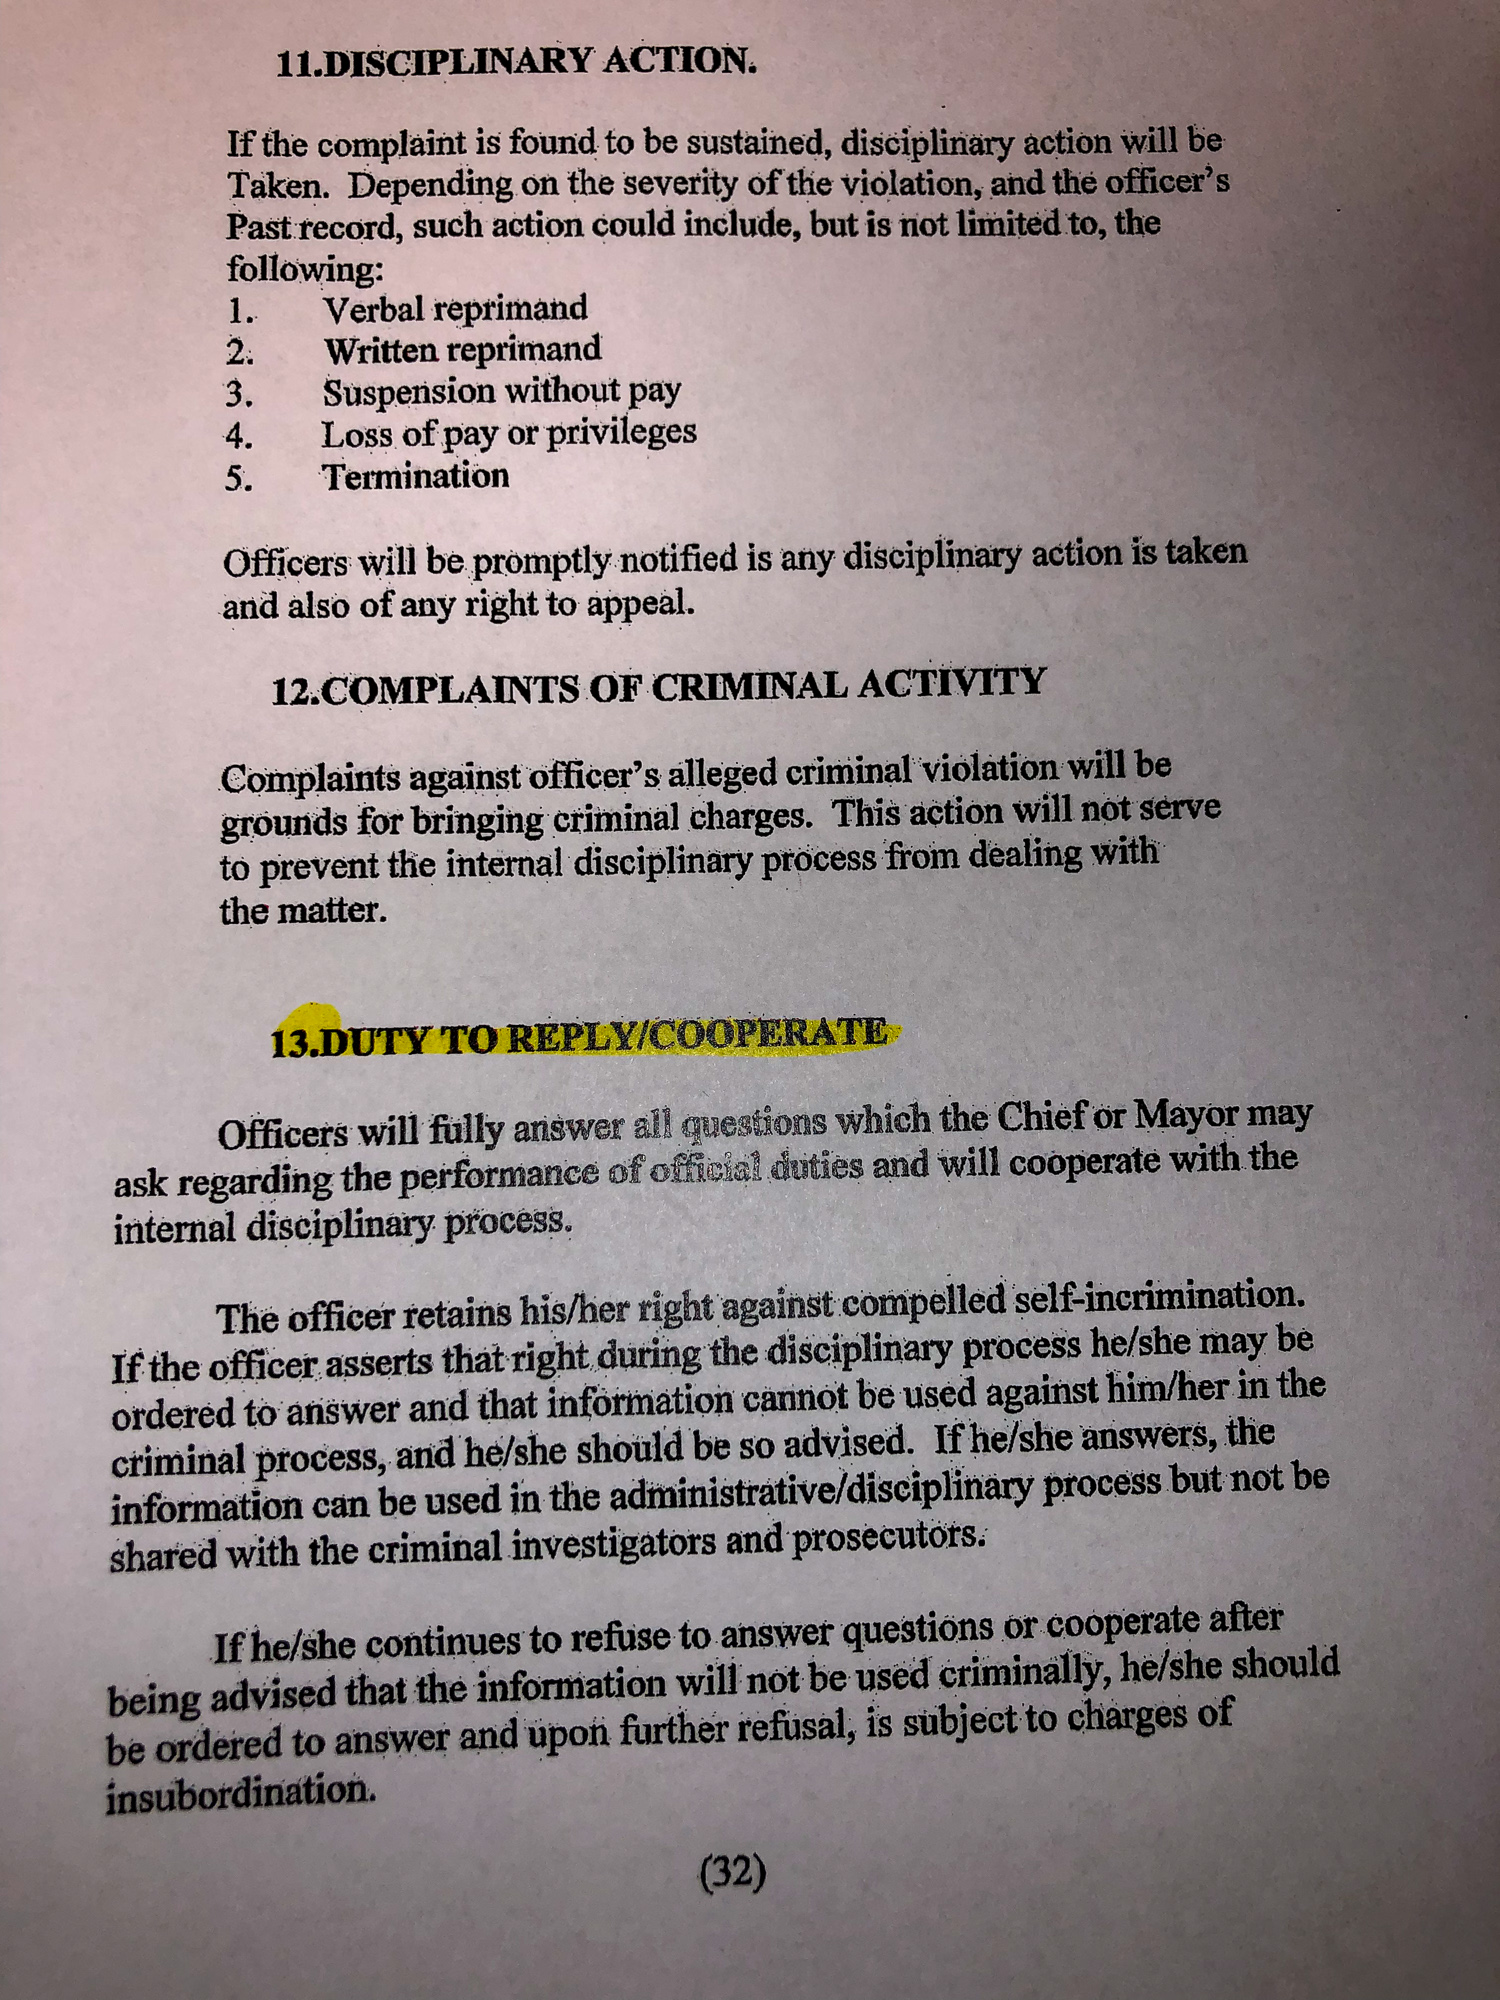 11.DISCIPLINARY ACTION.
If the complaint is found to be sustained, disciplinary action will be
Taken. Depending on the severity of the violation, and the officer's
Past record, such action could include, but is not limited to, the
following:
1. Verbal reprimand
2. Written reprimand
3. Suspension without pay
4. Loss of pay or privileges
5. Termination
Officers will be promptly notified is any disciplinary action is taken
and also of any right to appeal.
12.COMPLAINTS OF CRIMINAL ACTIVITY
Complaints against officer's alleged criminal violation will be
grounds for bringing criminal charges. This action will not serve
to prevent the internal disciplinary process from dealing with
the matter.
13.DUTY TO REPLY/COOPERATE
Officers will fully answer all questions which the Chief or Mayor may
ask regarding the performance of official duties and will cooperate with the
internal disciplinary process.
The officer retains his/her right against compelled self-incrimination.
If the officer asserts that right during the disciplinary process he/she may be
ordered to answer and that information cannot be used against him/her in the
criminal process, and he/she should be so advised. If he/she answers, the
information can be used in the administrative/disciplinary process but not be
shared with the criminal investigators and prosecutors.
If he/she continues to refuse to answer questions or cooperate after
being advised that the information will not be used criminally, he/she should
be ordered to answer and upon further refusal, is subject to charges of
insubordination.
(32)